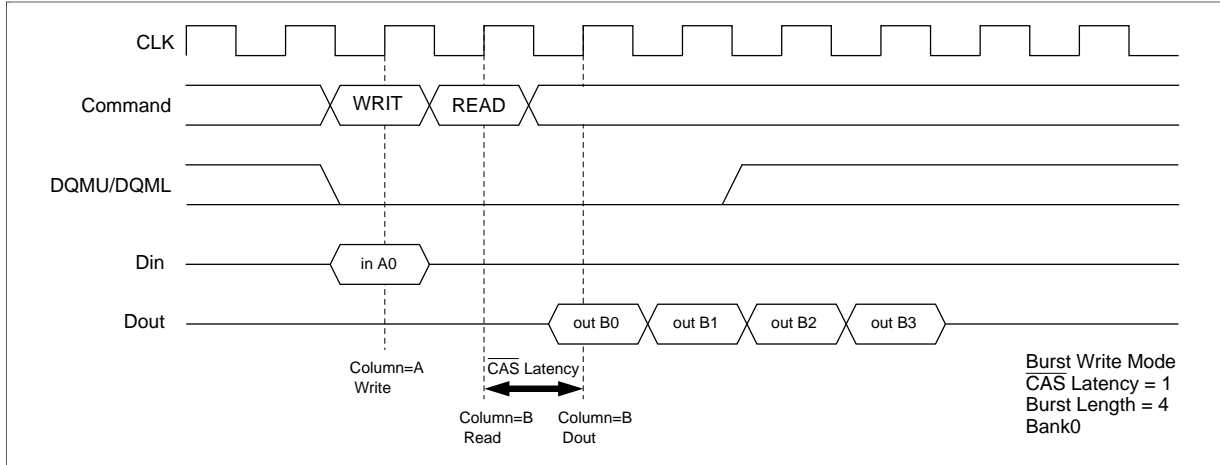 CLK
Command
WRIT
READ
DQMU/DQML
Din
in A0
Dout
out B0
out B1
out B2
out B3
Column=A
Write
CAS Latency
Column=B
Read
Column=B
Dout
Burst Write Mode
CAS Latency = 1
Burst Length = 4
Bank0